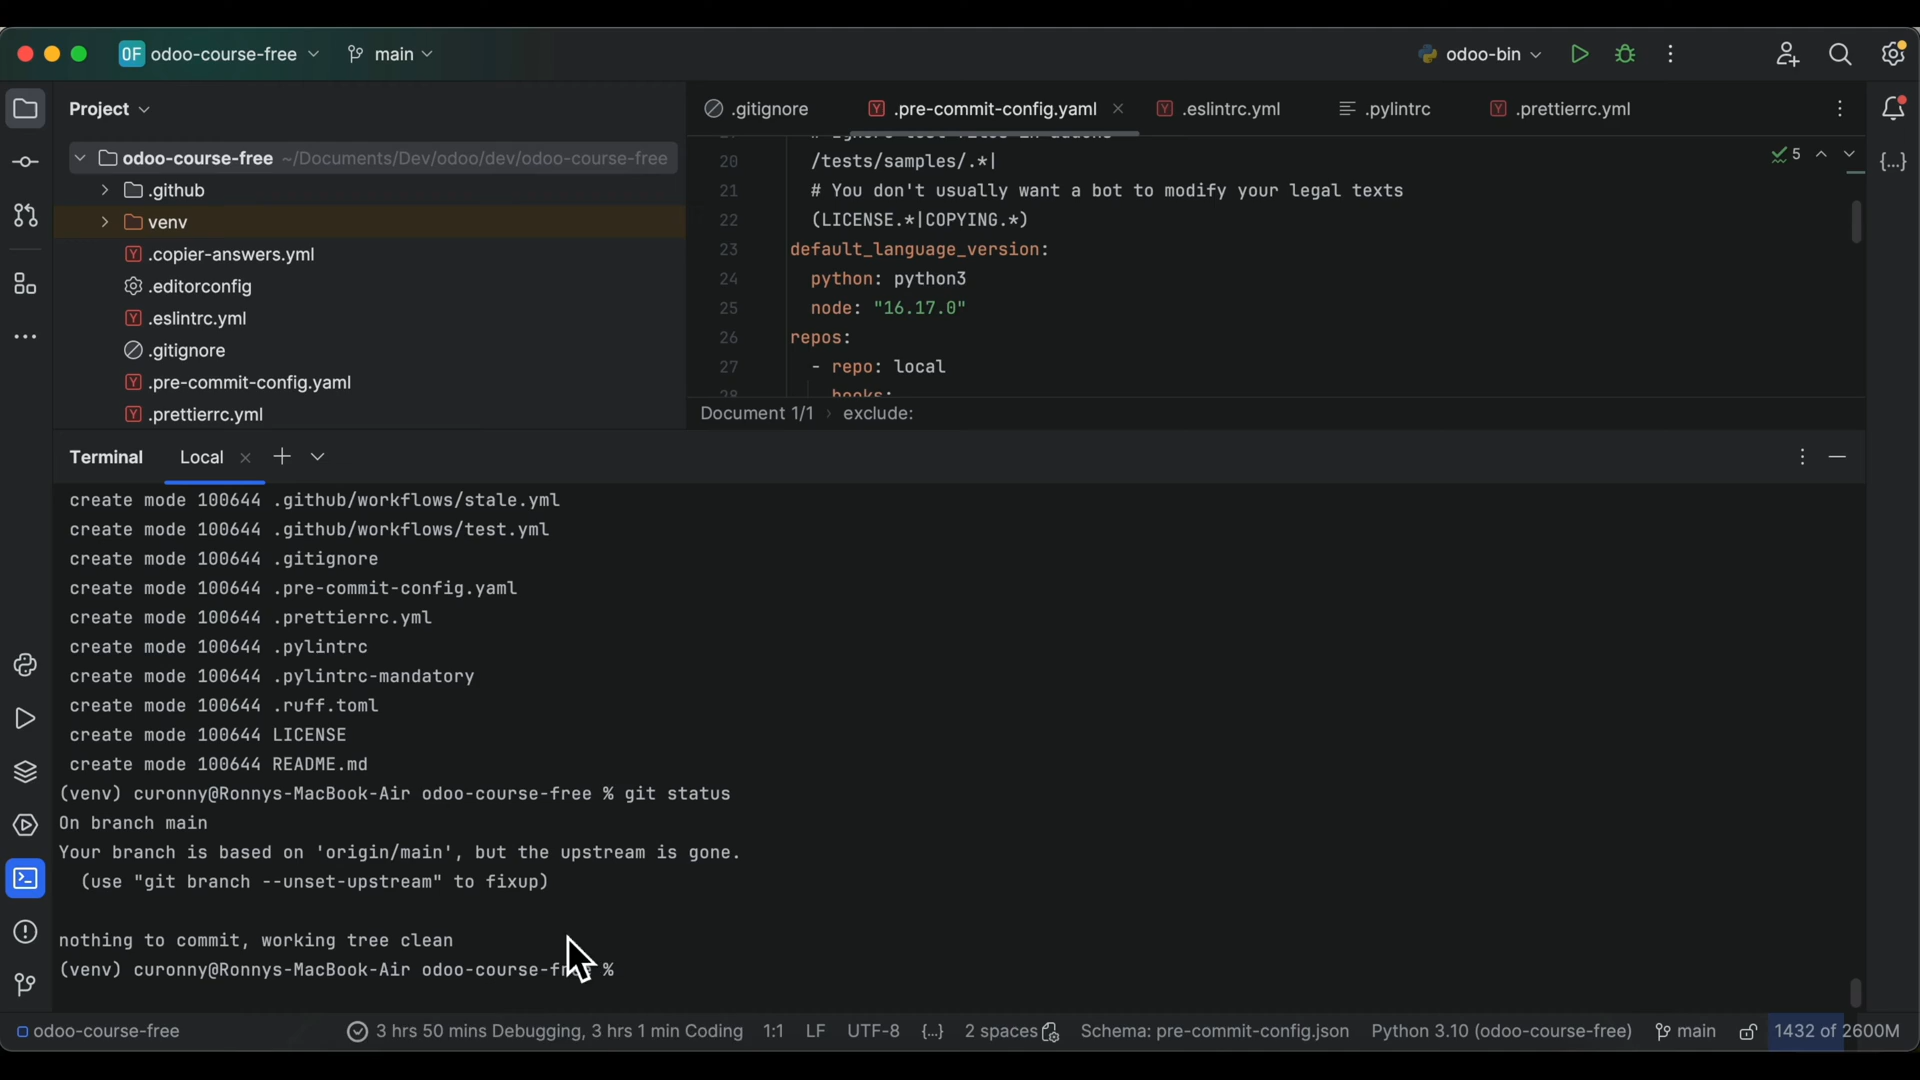 OF odoo-course-free main odoo-bin
Project
.gitignore .pre-commit-config.yaml .eslintrc.yml .pylintrc .prettierrc.yml
odoo-course-free ~/Documents/Dev/odoo/dev/odoo-course-free
.github
venv
.copier-answers.yml
.editorconfig
.eslintrc.yml
.gitignore
.pre-commit-config.yaml
.prettierrc.yml
20 /tests/samples/.*|
5
21 # You don't usually want a bot to modify your legal texts
22 (LICENSE.*|COPYING.*)
23 default_language_version:
24 python: python3
25 node: "16.17.0"
26 repos:
27 - repo: local
28 hooks:
Document 1/1 › exclude:
Terminal Local
create mode 100644 .github/workflows/stale.yml
create mode 100644 .github/workflows/test.yml
create mode 100644 .gitignore
create mode 100644 .pre-commit-config.yaml
create mode 100644 .prettierrc.yml
create mode 100644 .pylintrc
create mode 100644 .pylintrc-mandatory
create mode 100644 .ruff.toml
create mode 100644 LICENSE
create mode 100644 README.md
(venv) curonny@Ronnys-MacBook-Air odoo-course-free % git status
On branch main
Your branch is based on 'origin/main', but the upstream is gone.
(use "git branch --unset-upstream" to fixup)
nothing to commit, working tree clean
(venv) curonny@Ronnys-MacBook-Air odoo-course-free %
odoo-course-free 3 hrs 50 mins Debugging, 3 hrs 1 min Coding 1:1 LF UTF-8 {...} 2 spaces Schema: pre-commit-config.json Python 3.10 (odoo-course-free) main 1432 of 2600M